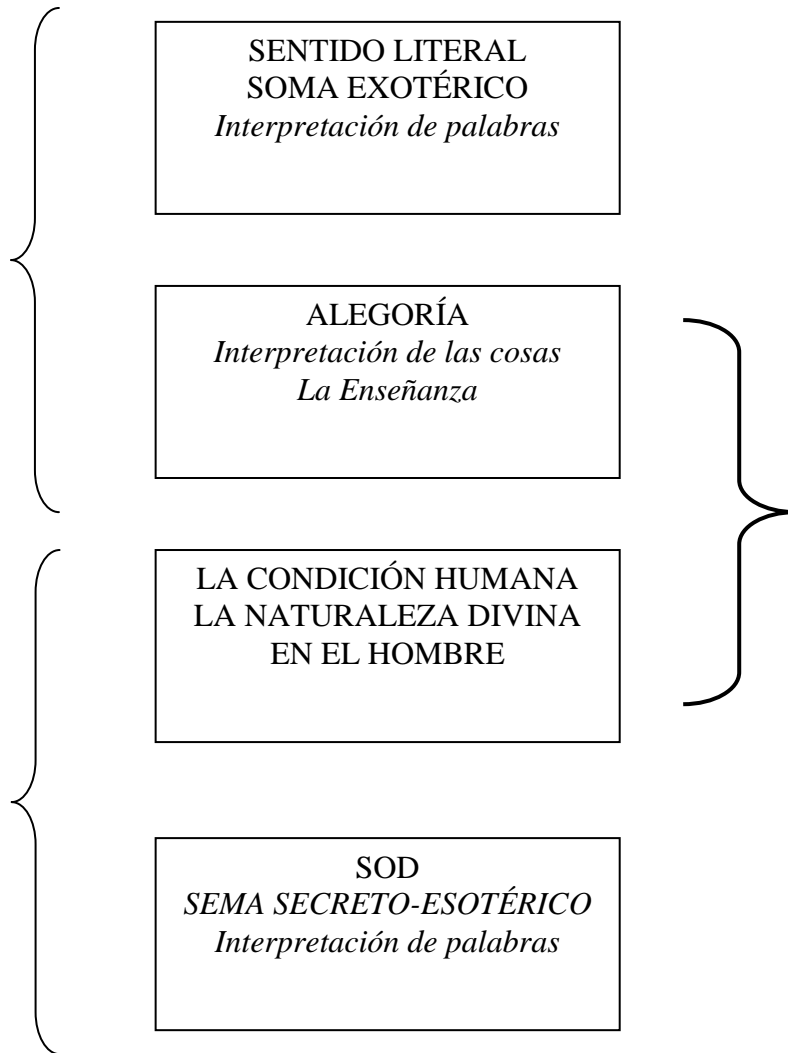 SENTIDO LITERAL
SOMA EXOTÉRICO
Interpretación de palabras
ALEGORÍA
Interpretación de las cosas
La Enseñanza
LA CONDICIÓN HUMANA
LA NATURALEZA DIVINA
EN EL HOMBRE
SOD
SEMA SECRETO-ESOTÉRICO
Interpretación de palabras